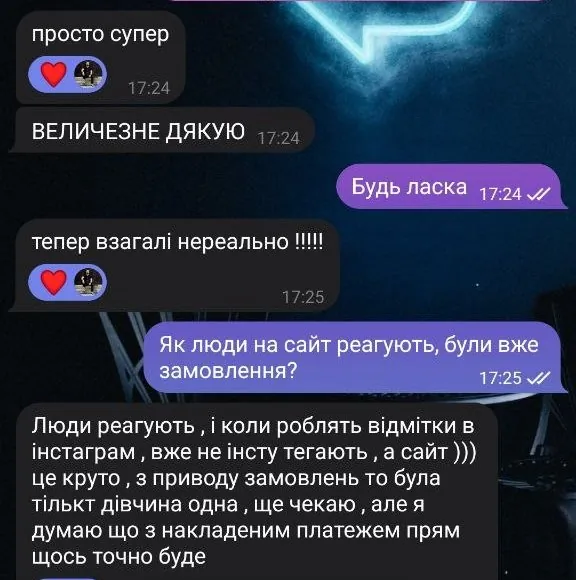 просто супер
17:24
ВЕЛИЧЕЗНЕ ДЯКУЮ 17:24
Будь ласка 17:24
тепер взагалі нереально !!!!!
17:25
Як люди на сайт реагують, були вже
замовлення?
17:25
Люди реагують , і коли роблять відмітки в
інстаграм , вже не інсту тегають , а сайт )))
це круто , з приводу замовлень то була
тількт дівчина одна , ще чекаю , але я
думаю що з накладеним платежем прям
щось точно буде